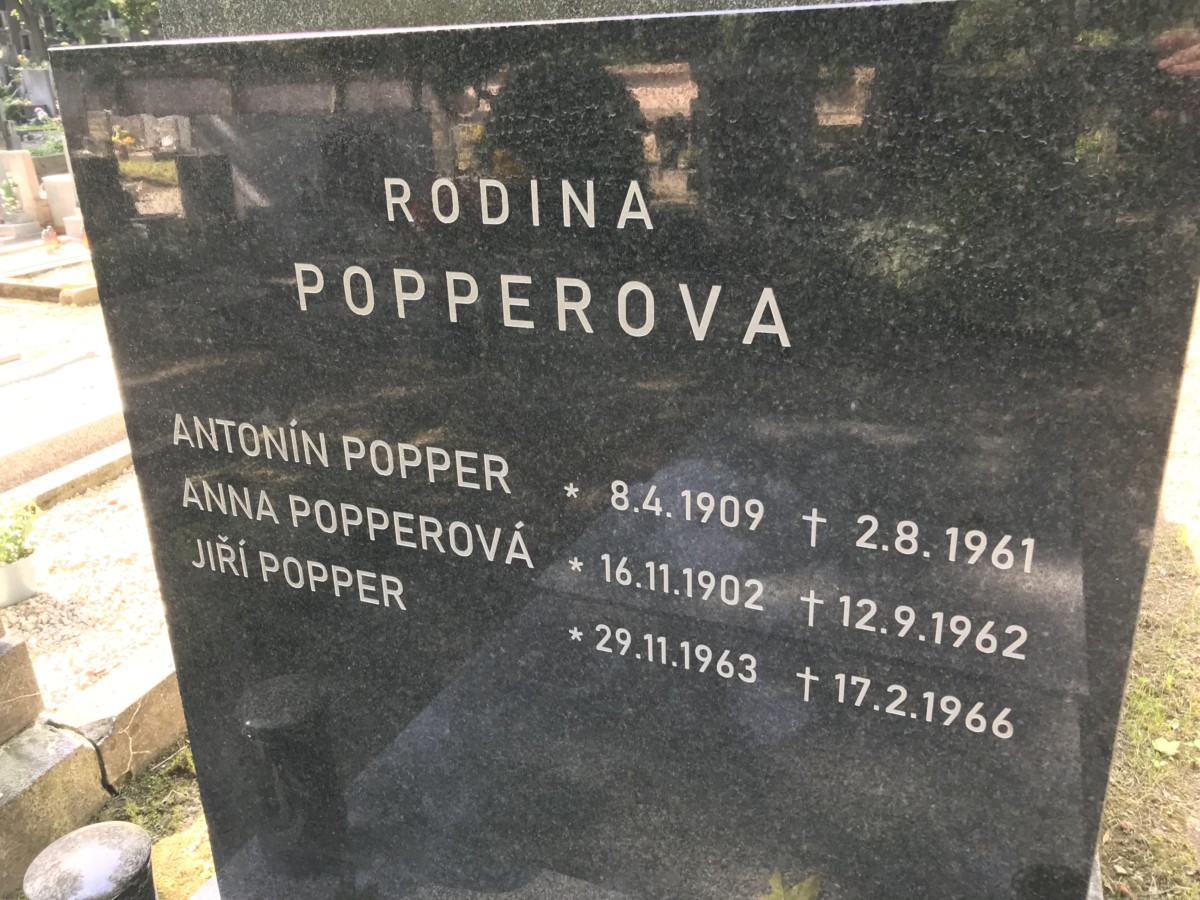 RODINA
POPPEROVA
ANTONÍN POPPER * 8.4.1909 † 2.8.1961
ANNA POPPEROVÁ * 16.11.1902 † 12.9.1962
JIŘÍ POPPER * 29.11.1963 † 17.2.1966